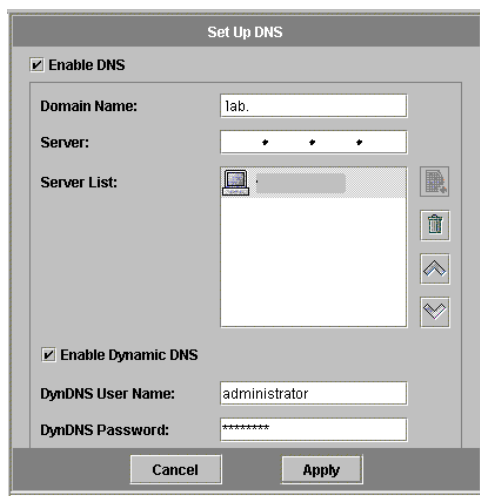 Set Up DNS
Enable DNS
Domain Name: lab.
Server: . . .
Server List:
Enable Dynamic DNS
DynDNS User Name: administrator
DynDNS Password: ********
Cancel Apply